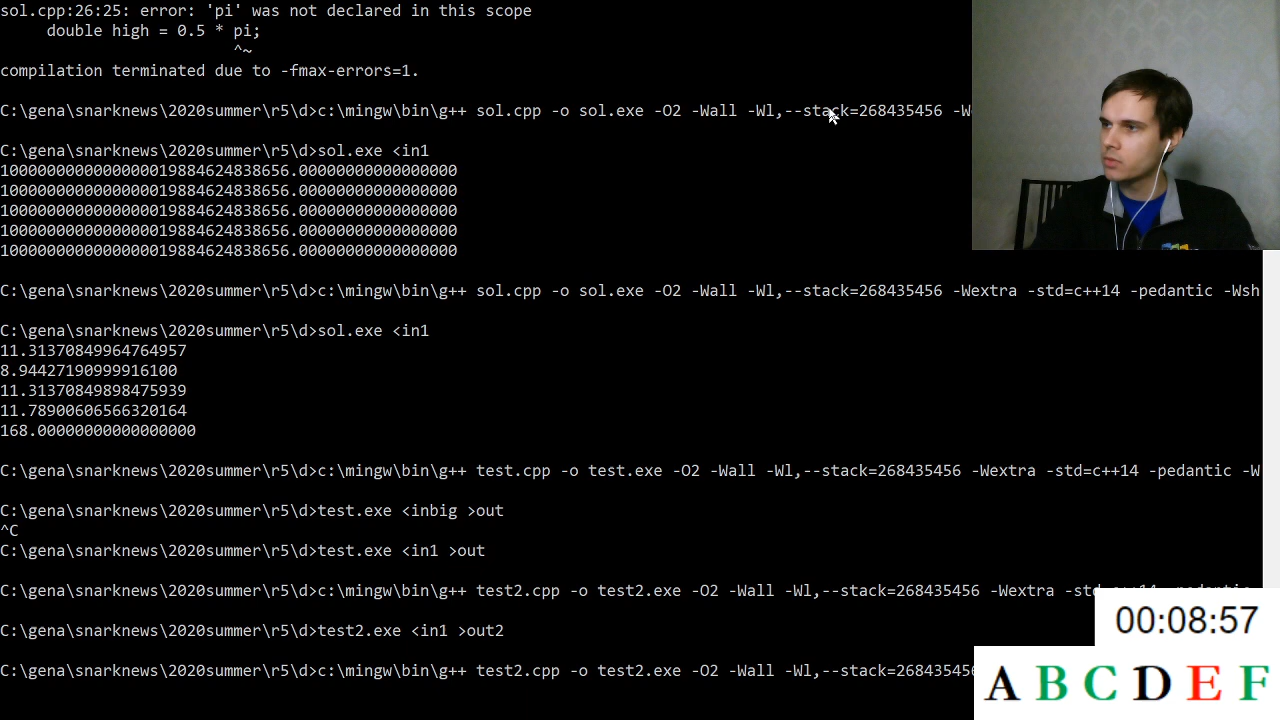 sol.cpp:26:25: error: 'pi' was not declared in this scope
     double high = 0.5 * pi;
                         ^~
compilation terminated due to -fmax-errors=1.
C:\gena\snarknews\2020summer\r5\d>c:\mingw\bin\g++ sol.cpp -o sol.exe -O2 -Wall -Wl,--stack=268435456 -W
C:\gena\snarknews\2020summer\r5\d>sol.exe <in1
100000000000000019884624838656.00000000000000000
100000000000000019884624838656.00000000000000000
100000000000000019884624838656.00000000000000000
100000000000000019884624838656.00000000000000000
100000000000000019884624838656.00000000000000000
C:\gena\snarknews\2020summer\r5\d>c:\mingw\bin\g++ sol.cpp -o sol.exe -O2 -Wall -Wl,--stack=268435456 -Wextra -std=c++14 -pedantic -Wsh
C:\gena\snarknews\2020summer\r5\d>sol.exe <in1
11.31370849964764957
8.94427190999916100
11.31370849898475939
11.78900606566320164
168.00000000000000000
C:\gena\snarknews\2020summer\r5\d>c:\mingw\bin\g++ test.cpp -o test.exe -O2 -Wall -Wl,--stack=268435456 -Wextra -std=c++14 -pedantic -W
C:\gena\snarknews\2020summer\r5\d>test.exe <inbig >out
^C
C:\gena\snarknews\2020summer\r5\d>test.exe <in1 >out
C:\gena\snarknews\2020summer\r5\d>c:\mingw\bin\g++ test2.cpp -o test2.exe -O2 -Wall -Wl,--stack=268435456 -Wextra -std=c++14 -pedantic
C:\gena\snarknews\2020summer\r5\d>test2.exe <in1 >out2
C:\gena\snarknews\2020summer\r5\d>c:\mingw\bin\g++ test2.cpp -o test2.exe -O2 -Wall -Wl,--stack=268435456
00:08:57
A B C D E F